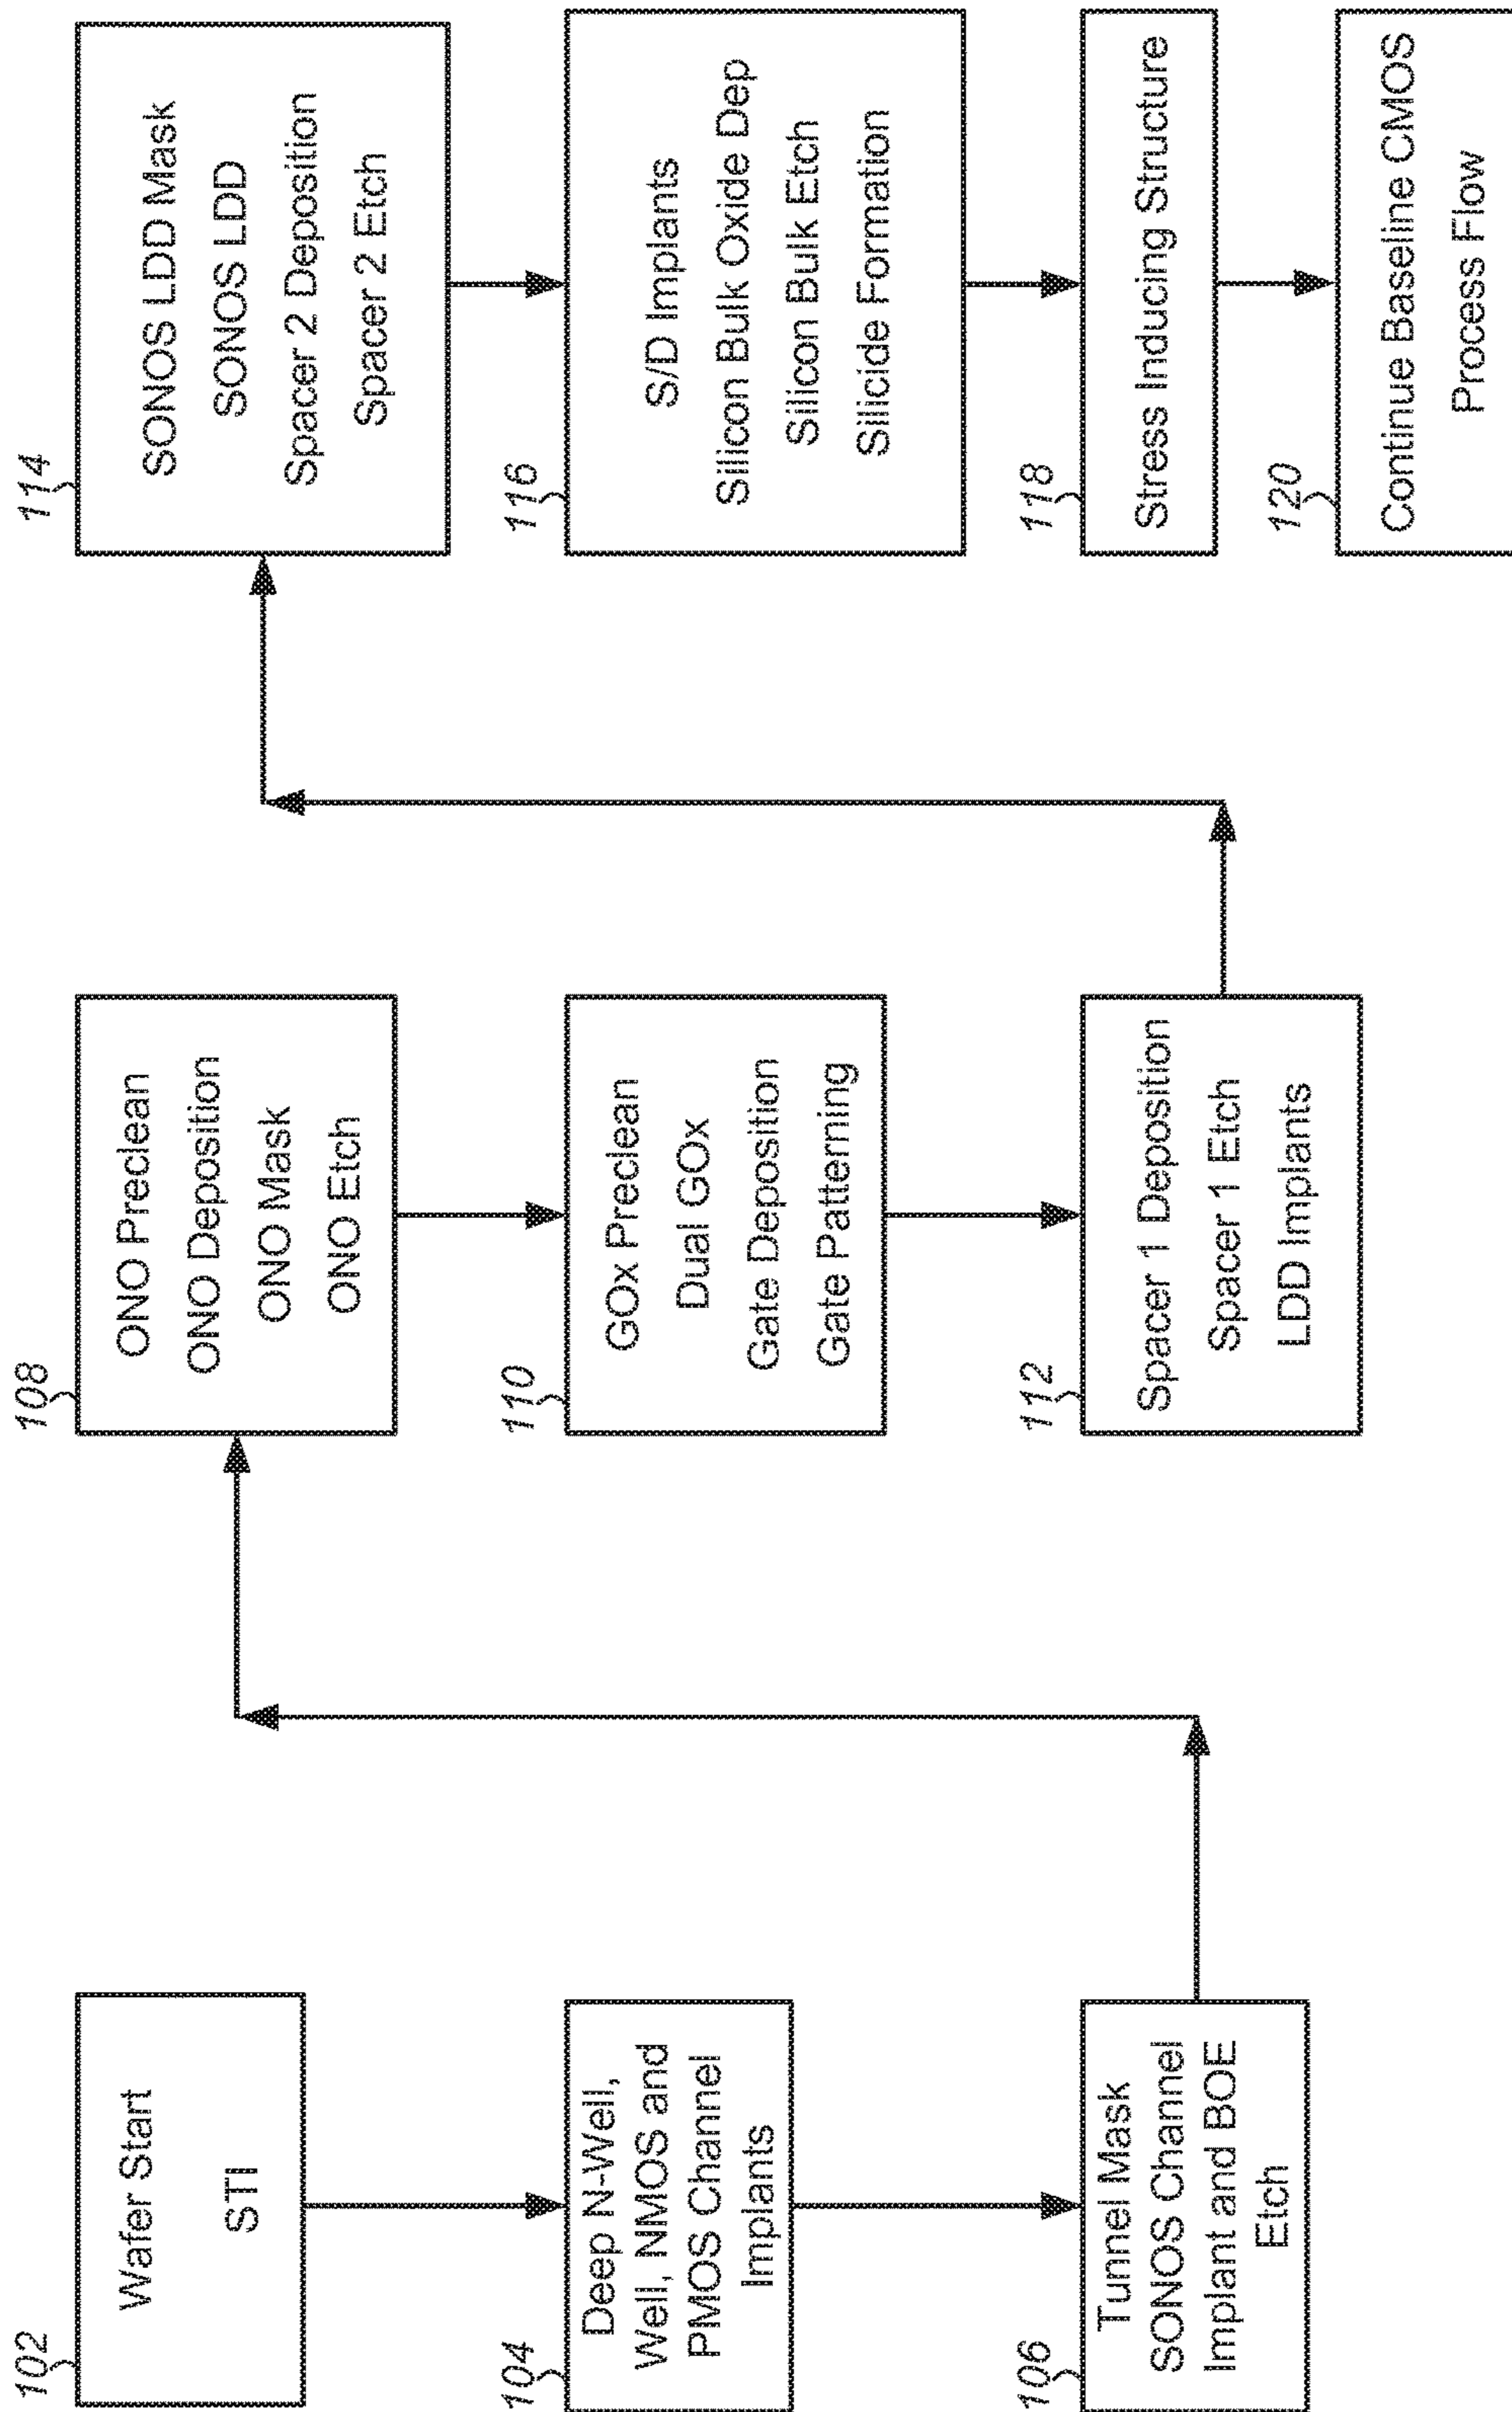 102
Wafer Start
STI
104
Deep N-Well,
Well, NMOS and
PMOS Channel
Implants
106
Tunnel Mask
SONOS Channel
Implant and BOE
Etch
108
ONO Preclean
ONO Deposition
ONO Mask
ONO Etch
110
GOx Preclean
Dual GOx
Gate Deposition
Gate Patterning
112
Spacer 1 Deposition
Spacer 1 Etch
LDD Implants
114
SONOS LDD Mask
SONOS LDD
Spacer 2 Deposition
Spacer 2 Etch
116
S/D Implants
Silicon Bulk Oxide Dep
Silicon Bulk Etch
Silicide Formation
118
Stress Inducing Structure
120
Continue Baseline CMOS
Process Flow